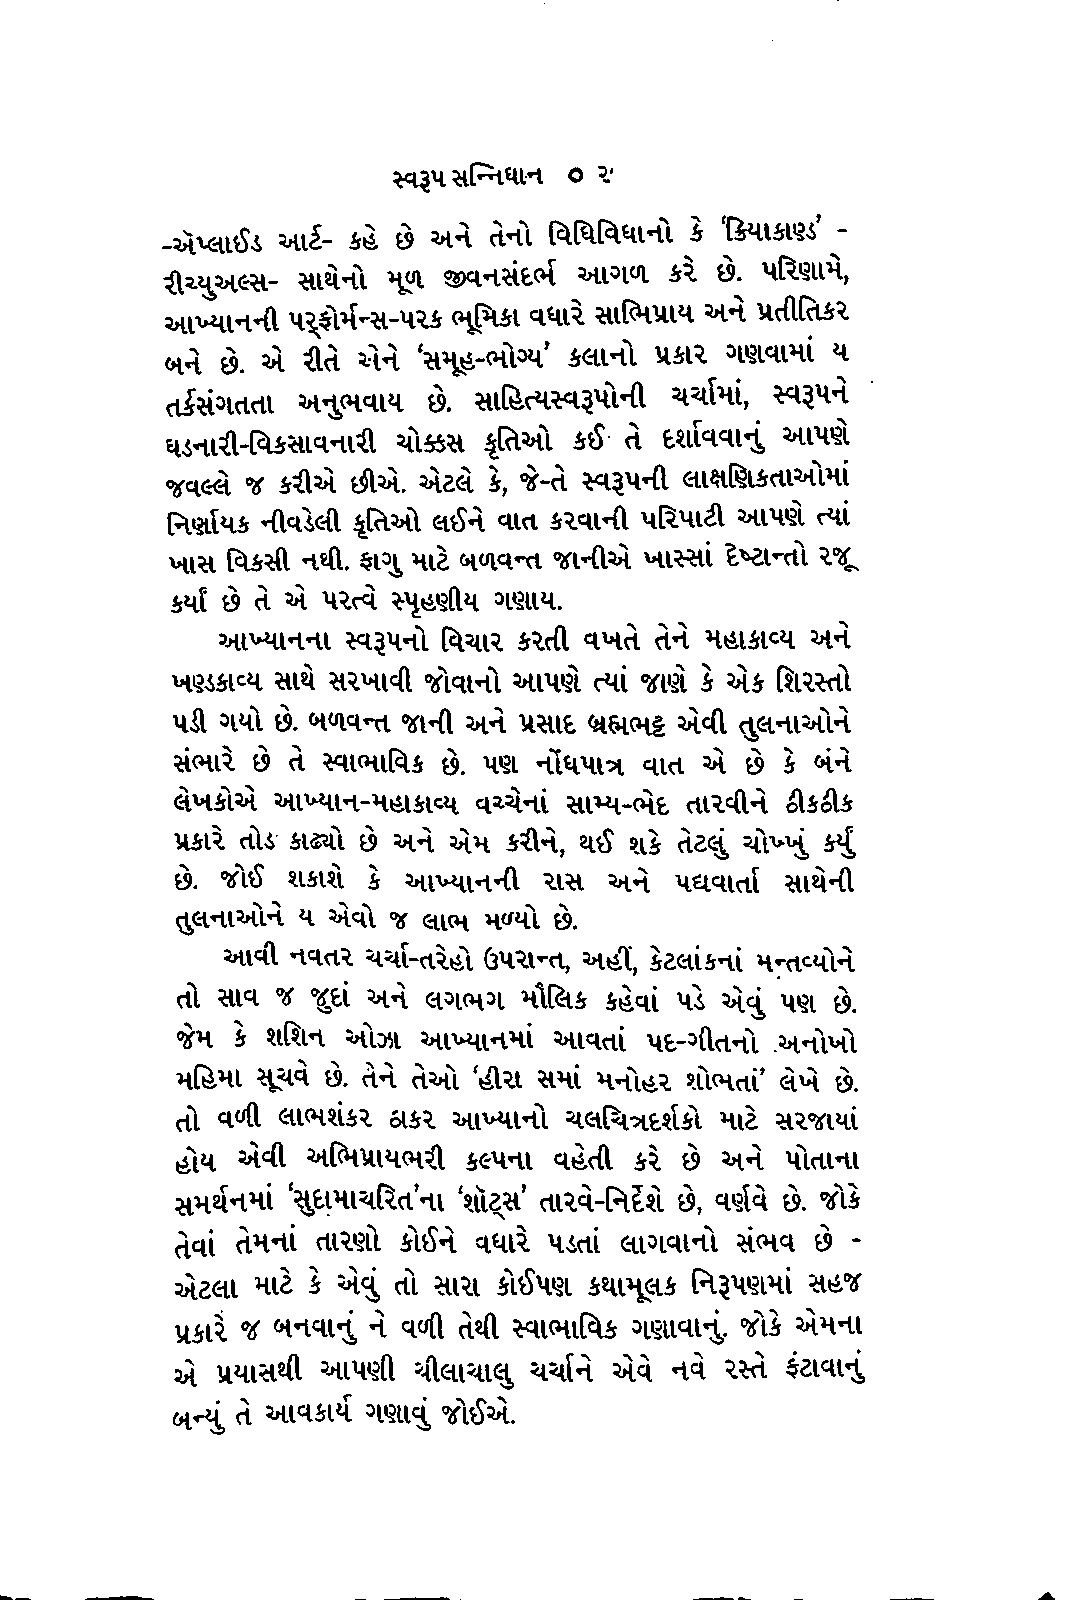 સ્વરૂપ સન્નિધાન ૦ ૨
-ઍપ્લાઈડ આર્ટ- કહે છે અને તેનો વિધિવિધાનો કે ‘ક્રિયાકાણ્ડ’ -
રીચ્યુઅલ્સ- સાથેનો મૂળ જીવનસંદર્ભ આગળ કરે છે. પરિણામે,
આખ્યાનની પર્ફોર્મન્સ-પરક ભૂમિકા વધારે સાભિપ્રાય અને પ્રતીતિકર
બને છે. એ રીતે એને ‘સમૂહ-ભોગ્ય’ કલાનો પ્રકાર ગણવામાં ય
તર્કસંગતતા અનુભવાય છે. સાહિત્યસ્વરૂપોની ચર્ચામાં, સ્વરૂપને
ઘડનારી-વિકસાવનારી ચોક્કસ કૃતિઓ કઈ તે દર્શાવવાનું આપણે
જવલ્લે જ કરીએ છીએ. એટલે કે, જે-તે સ્વરૂપની લાક્ષણિકતાઓમાં
નિર્ણાયક નીવડેલી કૃતિઓ લઈને વાત કરવાની પરિપાટી આપણે ત્યાં
ખાસ વિકસી નથી. ફાગુ માટે બળવન્ત જાનીએ ખાસ્સાં દૃષ્ટાન્તો રજૂ
કર્યાં છે તે એ પરત્વે સ્પૃહણીય ગણાય.
આખ્યાનના સ્વરૂપનો વિચાર કરતી વખતે તેને મહાકાવ્ય અને
ખણ્ડકાવ્ય સાથે સરખાવી જોવાનો આપણે ત્યાં જાણે કે એક શિરસ્તો
પડી ગયો છે. બળવન્ત જાની અને પ્રસાદ બ્રહ્મભટ્ટ એવી તુલનાઓને
સંભારે છે તે સ્વાભાવિક છે. પણ નોંધપાત્ર વાત એ છે કે બંને
લેખકોએ આખ્યાન-મહાકાવ્ય વચ્ચેનાં સામ્ય-ભેદ તારવીને ઠીકઠીક
પ્રકારે તોડ કાઢ્યો છે અને એમ કરીને, થઈ શકે તેટલું ચોખ્ખું કર્યું
છે. જોઈ શકાશે કે આખ્યાનની રાસ અને પદ્યવાર્તા સાથેની
તુલનાઓને ય એવો જ લાભ મળ્યો છે.
આવી નવતર ચર્ચા-તરેહો ઉપરાન્ત, અહીં, કેટલાંકનાં મન્તવ્યોને
તો સાવ જ જુદાં અને લગભગ મૌલિક કહેવાં પડે એવું પણ છે.
જેમ કે શશિન ઓઝા આખ્યાનમાં આવતાં પદ-ગીતનો અનોખો
મહિમા સૂચવે છે. તેને તેઓ ‘હીરા સમાં મનોહર શોભતાં’ લેખે છે.
તો વળી લાભશંકર ઠાકર આખ્યાનો ચલચિત્રદર્શકો માટે સરજાયાં
હોય એવી અભિપ્રાયભરી કલ્પના વહેતી કરે છે અને પોતાના
સમર્થનમાં ‘સુદામાચરિત’ના ‘શૉટ્સ’ તારવે-નિર્દેશે છે, વર્ણવે છે. જોકે
તેવાં તેમનાં તારણો કોઈને વધારે પડતાં લાગવાનો સંભવ છે -
એટલા માટે કે એવું તો સારા કોઈપણ કથામૂલક નિરૂપણમાં સહજ
પ્રકારે જ બનવાનું ને વળી તેથી સ્વાભાવિક ગણાવાનું. જોકે એમના
એ પ્રયાસથી આપણી ચીલાચાલુ ચર્ચાને એવે નવે રસ્તે ફંટાવાનું
બન્યું તે આવકાર્ય ગણાવું જોઈએ.